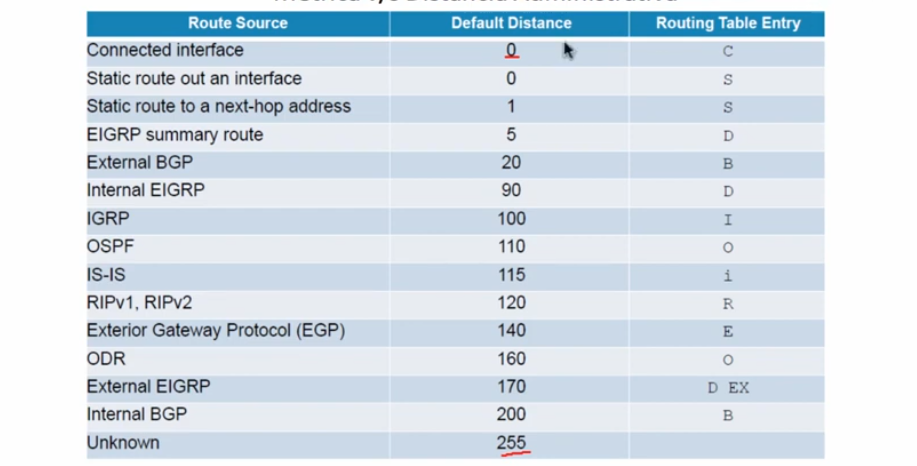 Route Source Default Distance Routing Table Entry
Connected interface 0 C
Static route out an interface 0 S
Static route to a next-hop address 1 S
EIGRP summary route 5 D
External BGP 20 B
Internal EIGRP 90 D
IGRP 100 I
OSPF 110 O
IS-IS 115 i
RIPv1, RIPv2 120 R
Exterior Gateway Protocol (EGP) 140 E
ODR 160 O
External EIGRP 170 D EX
Internal BGP 200 B
Unknown 255